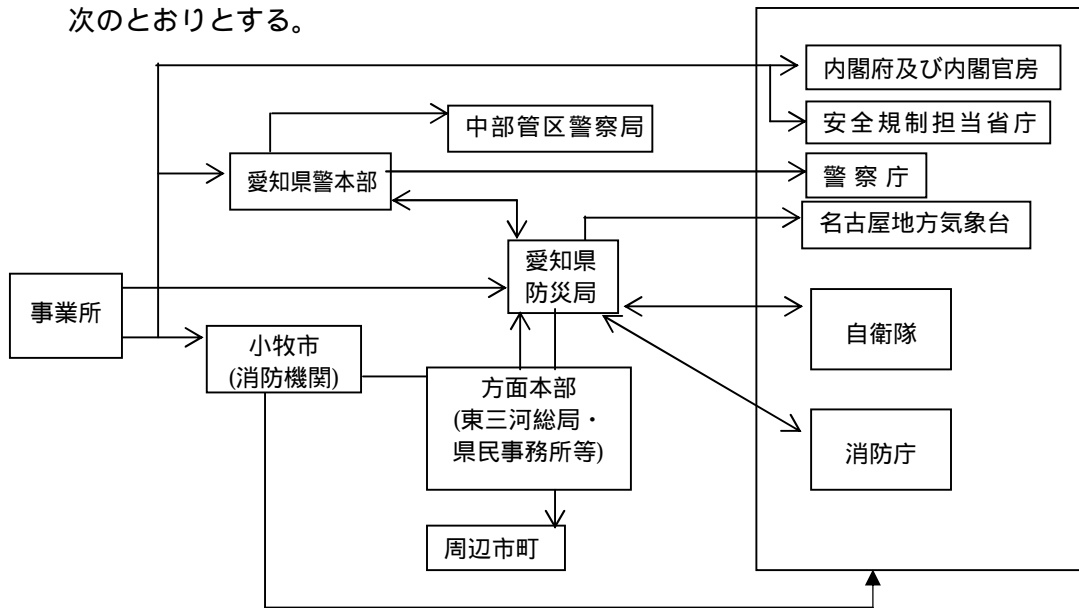 次のとおりとする。
内閣府及び内閣官房
中部管区警察局
安全規制担当省庁
愛知県警本部
警察庁
名古屋地方気象台
愛知県
防災局
事業所
自衛隊
小牧市
(消防機関)
方面本部
(東三河総局・
県民事務所等)
消防庁
周辺市町